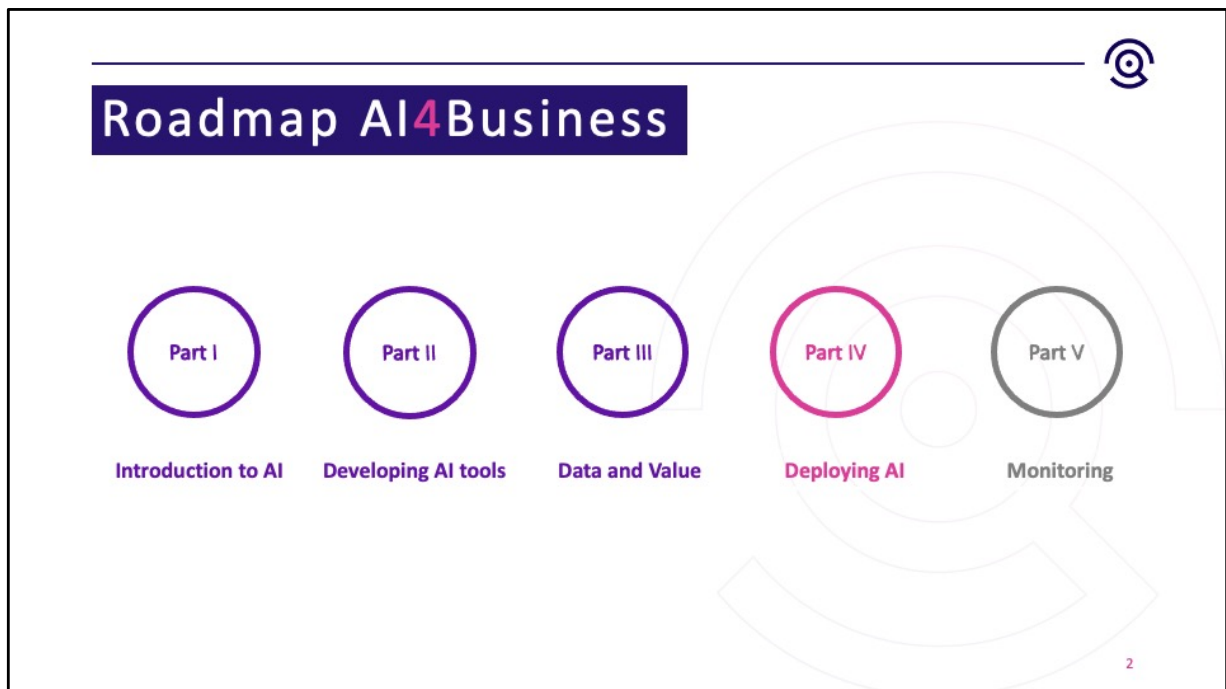 Roadmap AI4Business
Part I
Part II
Part III
Part IV
Part V
Introduction to AI
Developing AI tools
Data and Value
Deploying AI
Monitoring
2